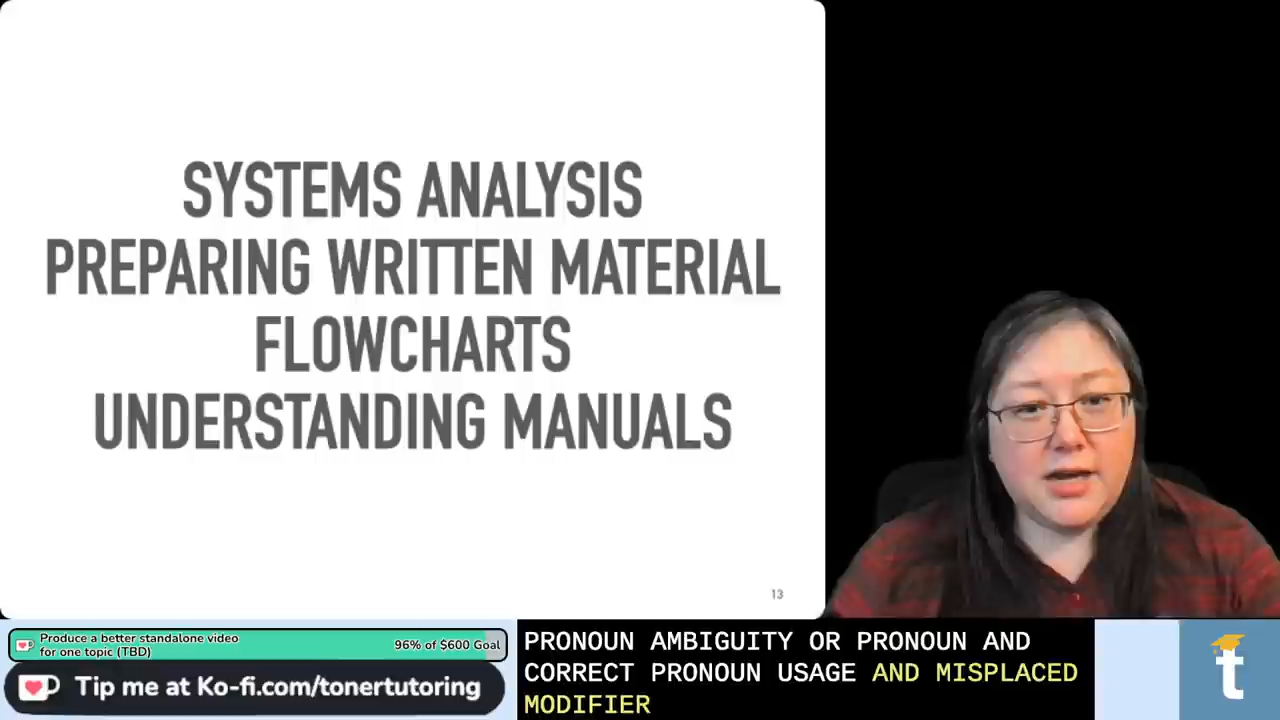 SYSTEMS ANALYSIS
PREPARING WRITTEN MATERIAL
FLOWCHARTS
UNDERSTANDING MANUALS
13
Produce a better standalone video
for one topic (TBD)
96% of $600 Goal
Tip me at Ko-fi.com/tonertutoring
PRONOUN AMBIGUITY OR PRONOUN AND
CORRECT PRONOUN USAGE AND MISPLACED
MODIFIER
t